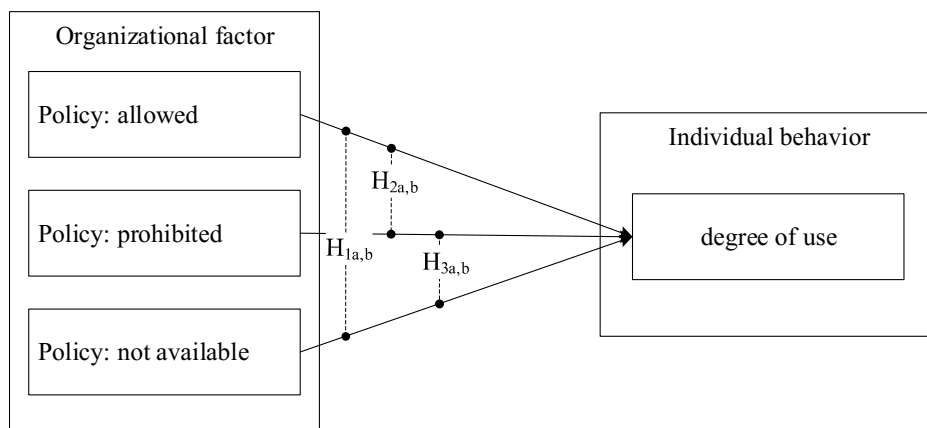 Organizational factor
Policy: allowed
Policy: prohibited
Policy: not available
H2a,b
H1a,b
H3a,b
Individual behavior
degree of use